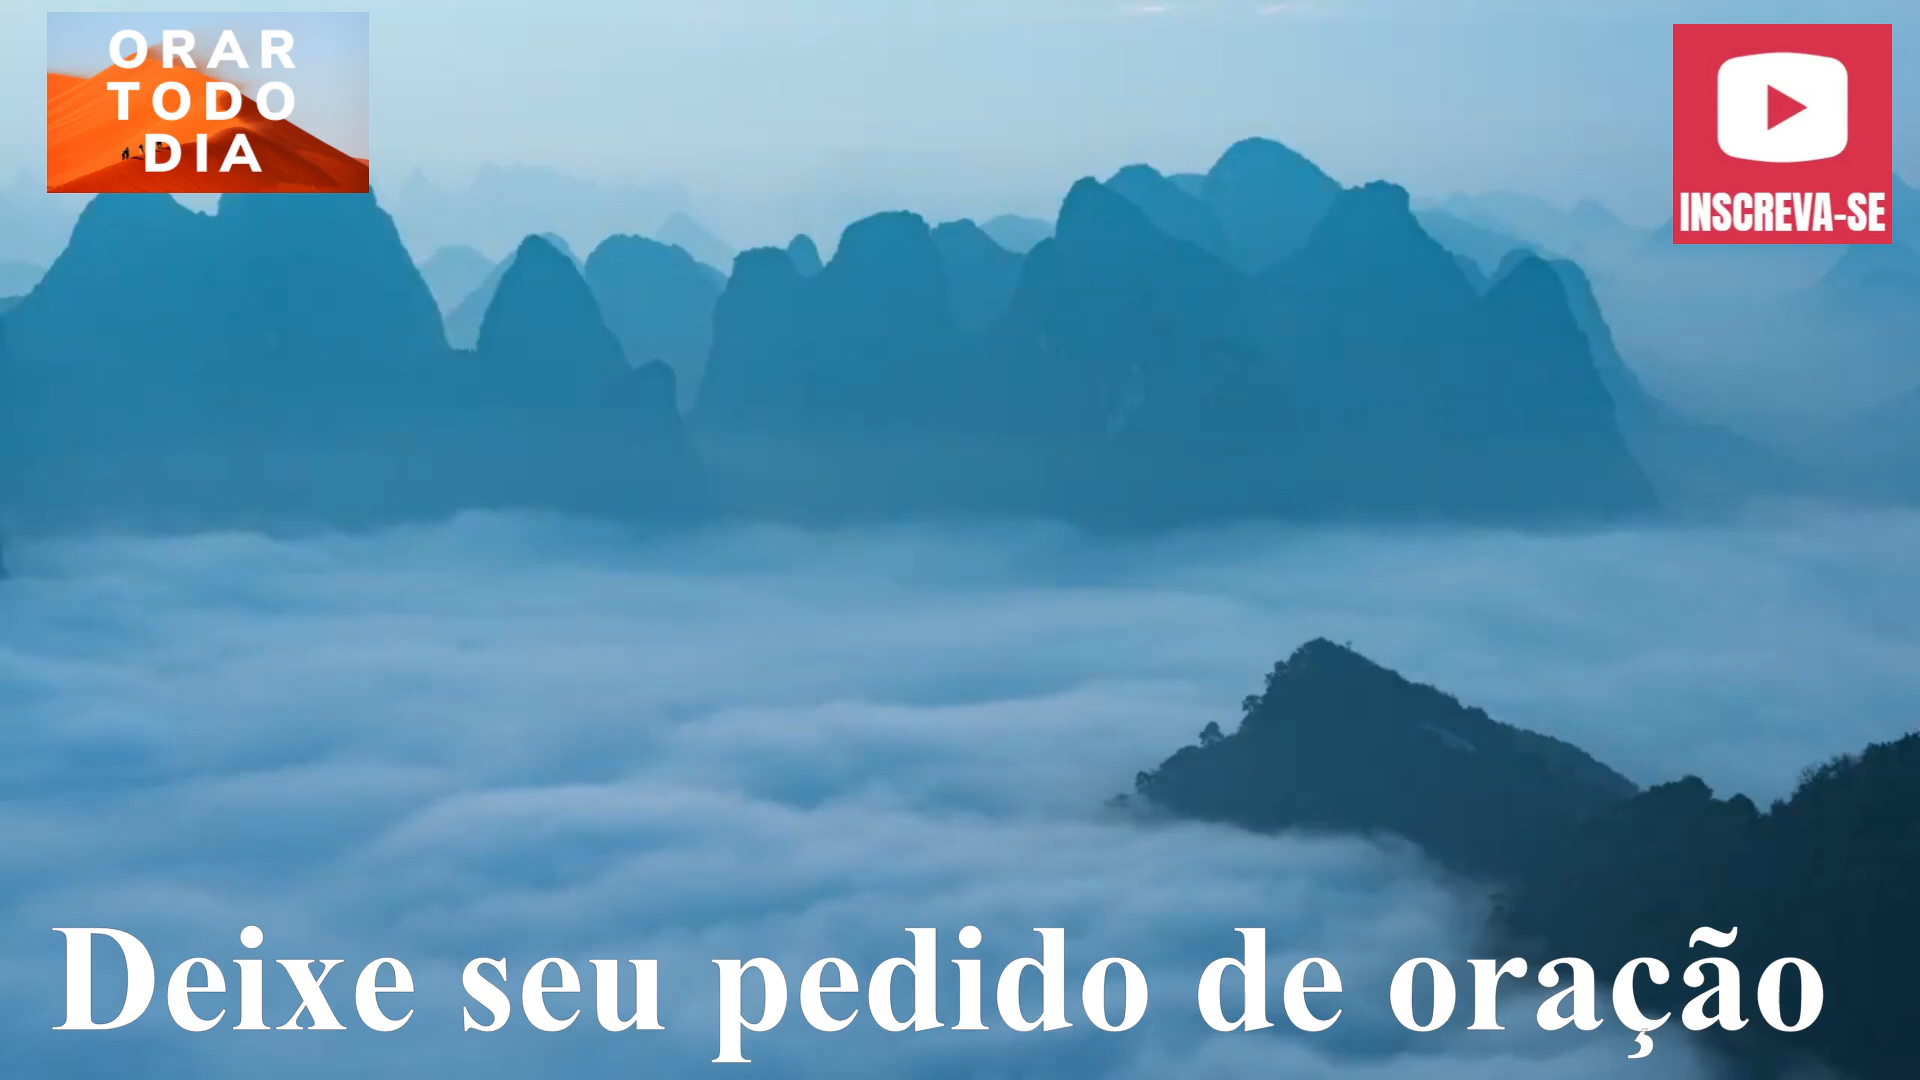 ORAR
TODO
DIA
INSCREVA-SE
Deixe seu pedido de oração